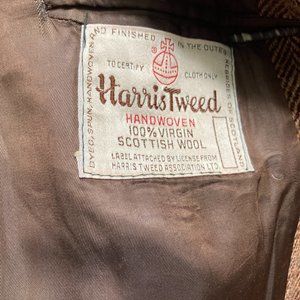 DYED, SPUN, HANDWOVEN AND FINISHED IN THE OUTER HEBRIDES OF SCOTLAND
TO CERTIFY CLOTH ONLY
®
Harris Tweed
HANDWOVEN
100% VIRGIN
SCOTTISH WOOL
LABEL ATTACHED BY LICENSE FROM
HARRIS TWEED ASSOCIATION LTD.